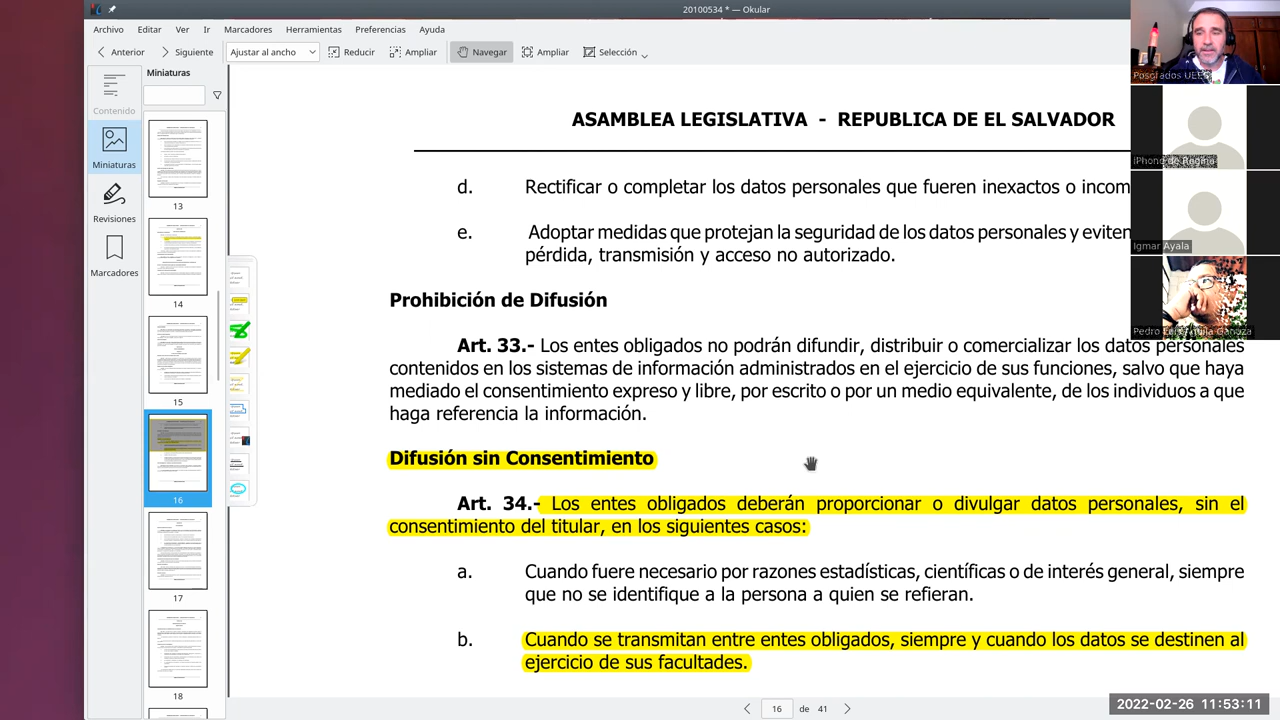 20100534 * — Okular
Archivo Editar Ver Ir Marcadores Herramientas Preferencias Ayuda
Anterior Siguiente Ajustar al ancho Reducir Ampliar Navegar Ampliar Selección
Contenido
Miniaturas
Revisiones
Marcadores
Miniaturas
13
14
15
16
17
18
ASAMBLEA LEGISLATIVA - REPUBLICA DE EL SALVADOR
d. Rectificar o completar los datos personales que fueren inexactos o incom
e. Adoptar medidas que protejan la seguridad de los datos personales y eviten
pérdida, transmisión y acceso no autorizado.
Prohibición de Difusión
Art. 33.- Los entes obligados no podrán difundir, distribuir o comercializar los datos personales
contenidos en los sistemas de información administrados en el ejercicio de sus funciones, salvo que haya
mediado el consentimiento expreso y libre, por escrito o por un medio equivalente, de los individuos a que
haga referencia la información.
Difusión sin Consentimiento
Art. 34.- Los entes obligados deberán proporcionar o divulgar datos personales, sin el
consentimiento del titular, en los siguientes casos:
a. Cuando fuere necesario por razones estadísticas, científicas o de interés general, siempre
que no se identifique a la persona a quien se refieran.
b. Cuando se transmitan entre entes obligados, siempre y cuando los datos se destinen al
ejercicio de sus facultades.
16 de 41
Posgrados UEES
iPhone de Regina
Igmar Ayala
Pedro Luis
2022-02-26 11:53:11